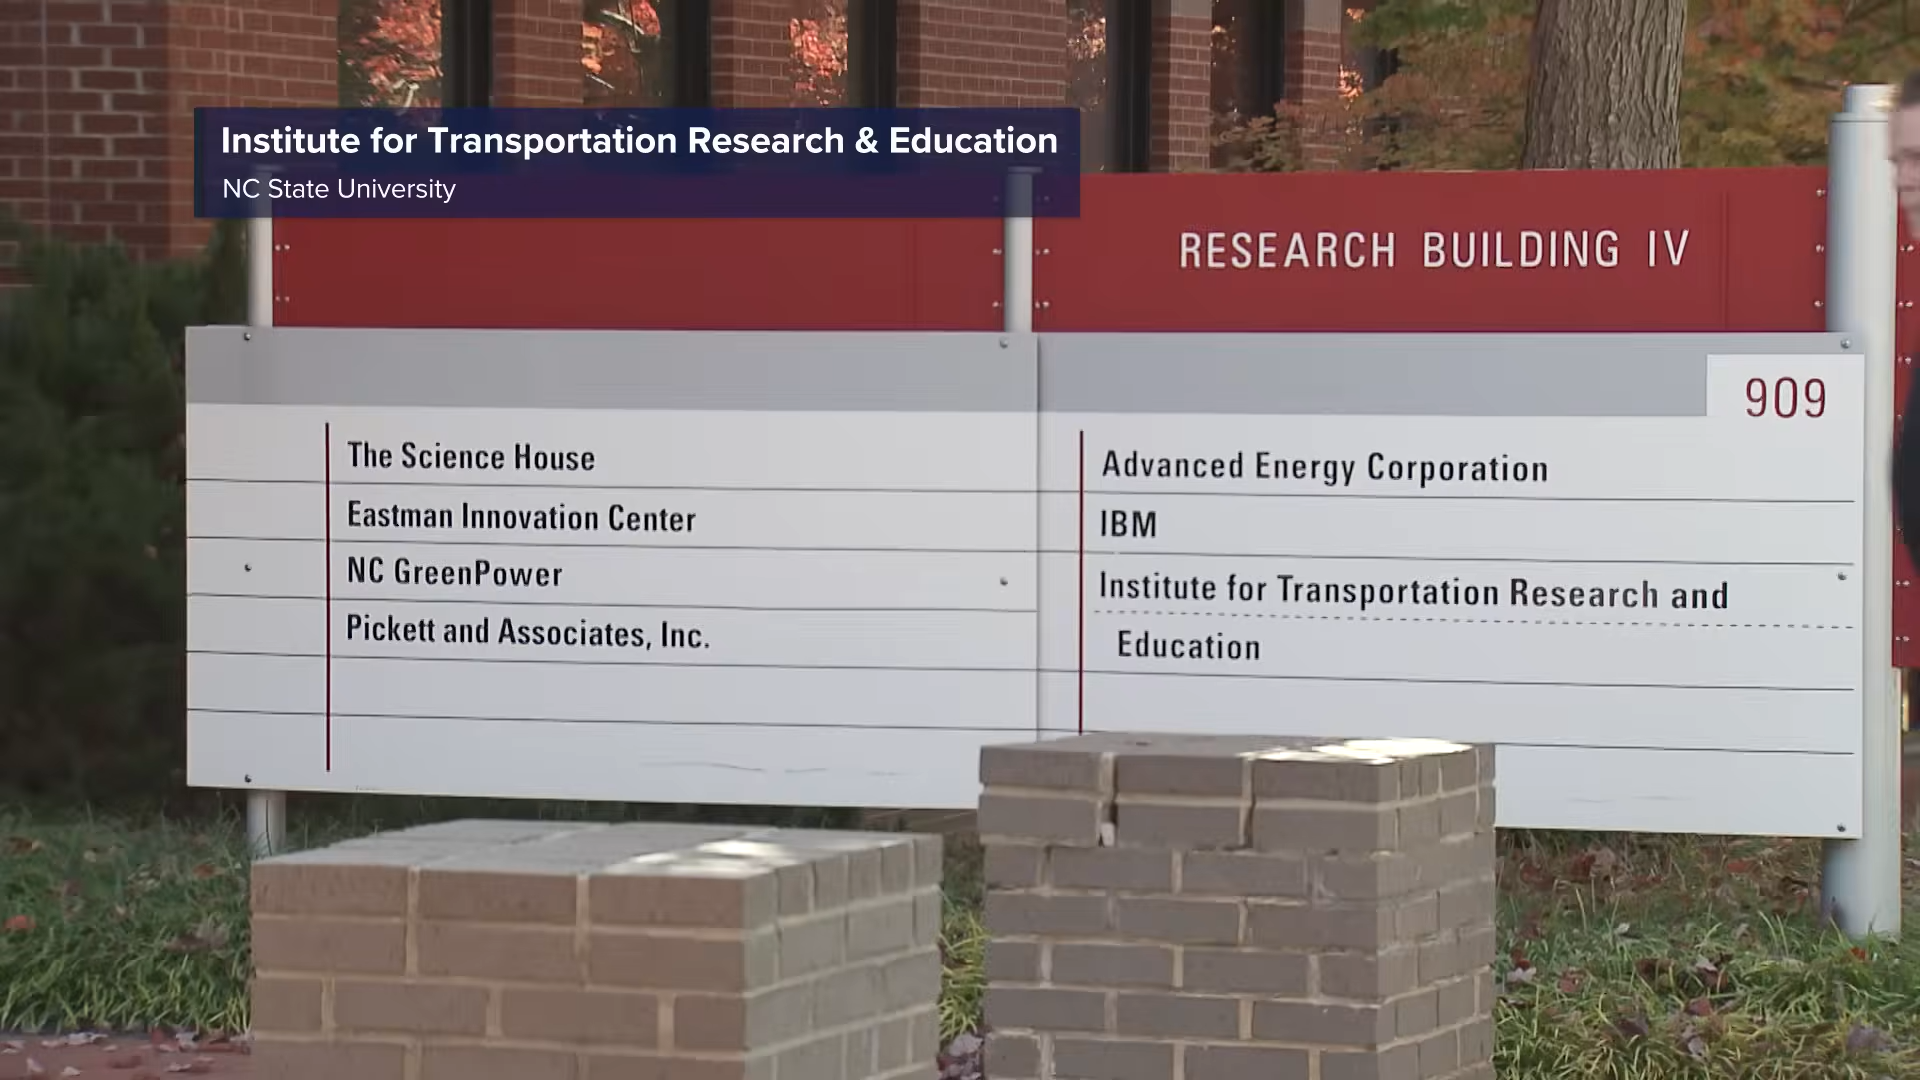 Institute for Transportation Research & Education
NC State University
RESEARCH BUILDING IV
909
The Science House
Eastman Innovation Center
NC GreenPower
Pickett and Associates, Inc.
Advanced Energy Corporation
IBM
Institute for Transportation Research and
Education